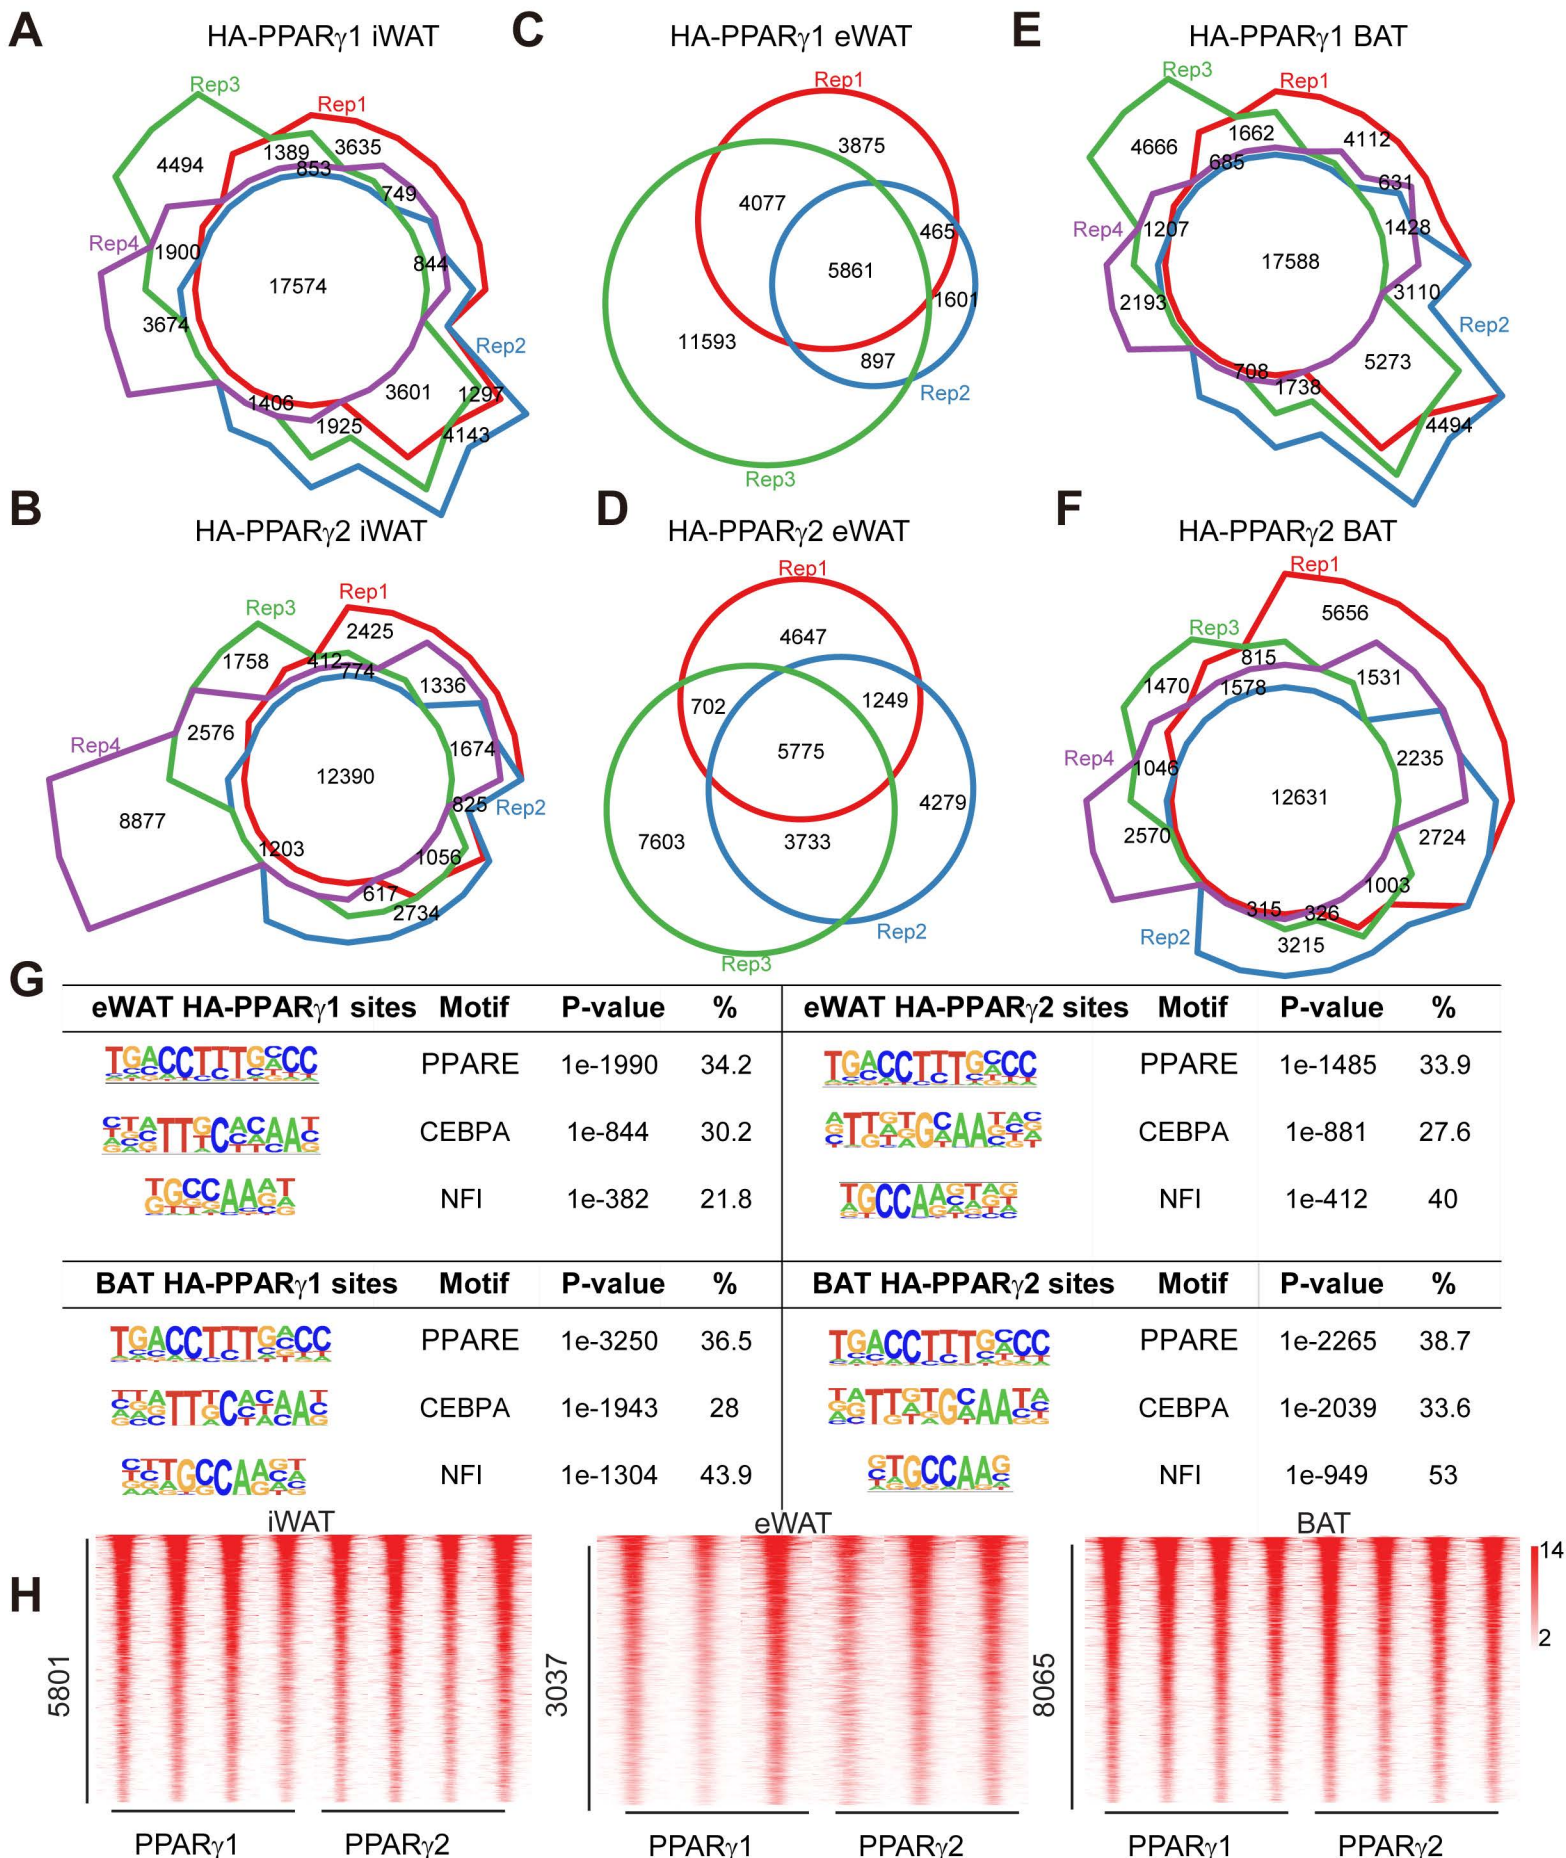 A
HA-PPARγ1 iWAT
Rep3
Rep1
3635
1389
853
4494
749
Rep4
1900
844
17574
3674
Rep2
3601
1297
1406
1925
4143
C
HA-PPARγ1 eWAT
Rep1
3875
4077
465
5861
1601
11593
897
Rep2
Rep3
E
HA-PPARγ1 BAT
Rep3
Rep1
1662
4112
4666
685
631
Rep4
1207
1428
17588
2193
3110
Rep2
5273
708
1738
4494
B
HA-PPARγ2 iWAT
Rep1
Rep3
2425
1758
412
774
1336
2576
Rep4
1674
12390
825
Rep2
8877
1203
1056
617
2734
D
HA-PPARγ2 eWAT
Rep1
4647
702
1249
5775
4279
7603
3733
Rep2
Rep3
F
HA-PPARγ2 BAT
Rep1
5656
Rep3
815
1470
1578
1531
Rep4
1046
2235
12631
2570
2724
1003
315
326
Rep2
3215
G
eWAT HA-PPARγ1 sites Motif P-value %
TGACCTTTGCCC PPARE 1e-1990 34.2
CEBPA 1e-844 30.2
NFI 1e-382 21.8
eWAT HA-PPARγ2 sites Motif P-value %
TGACCTTTGCCC PPARE 1e-1485 33.9
CEBPA 1e-881 27.6
NFI 1e-412 40
BAT HA-PPARγ1 sites Motif P-value %
TGACCTTTGACC PPARE 1e-3250 36.5
CEBPA 1e-1943 28
NFI 1e-1304 43.9
BAT HA-PPARγ2 sites Motif P-value %
TGACCTTTGCCC PPARE 1e-2265 38.7
CEBPA 1e-2039 33.6
GTGCCAAG NFI 1e-949 53
H
iWAT
5801
PPARγ1 PPARγ2
eWAT
3037
PPARγ1 PPARγ2
BAT
8065
PPARγ1 PPARγ2
14
2